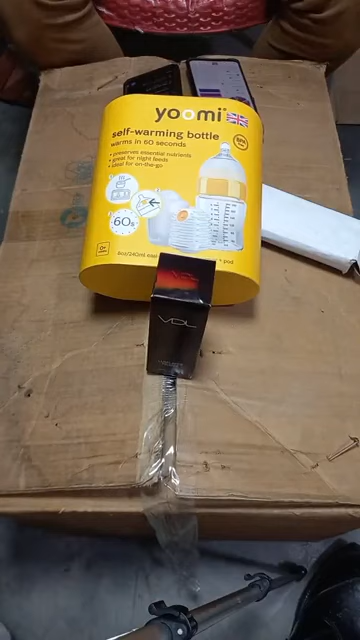 yoomi
self-warming bottle
warms in 60 seconds
• preserves essential nutrients
• great for night feeds
• ideal for on-the-go
60s
0+
VDL